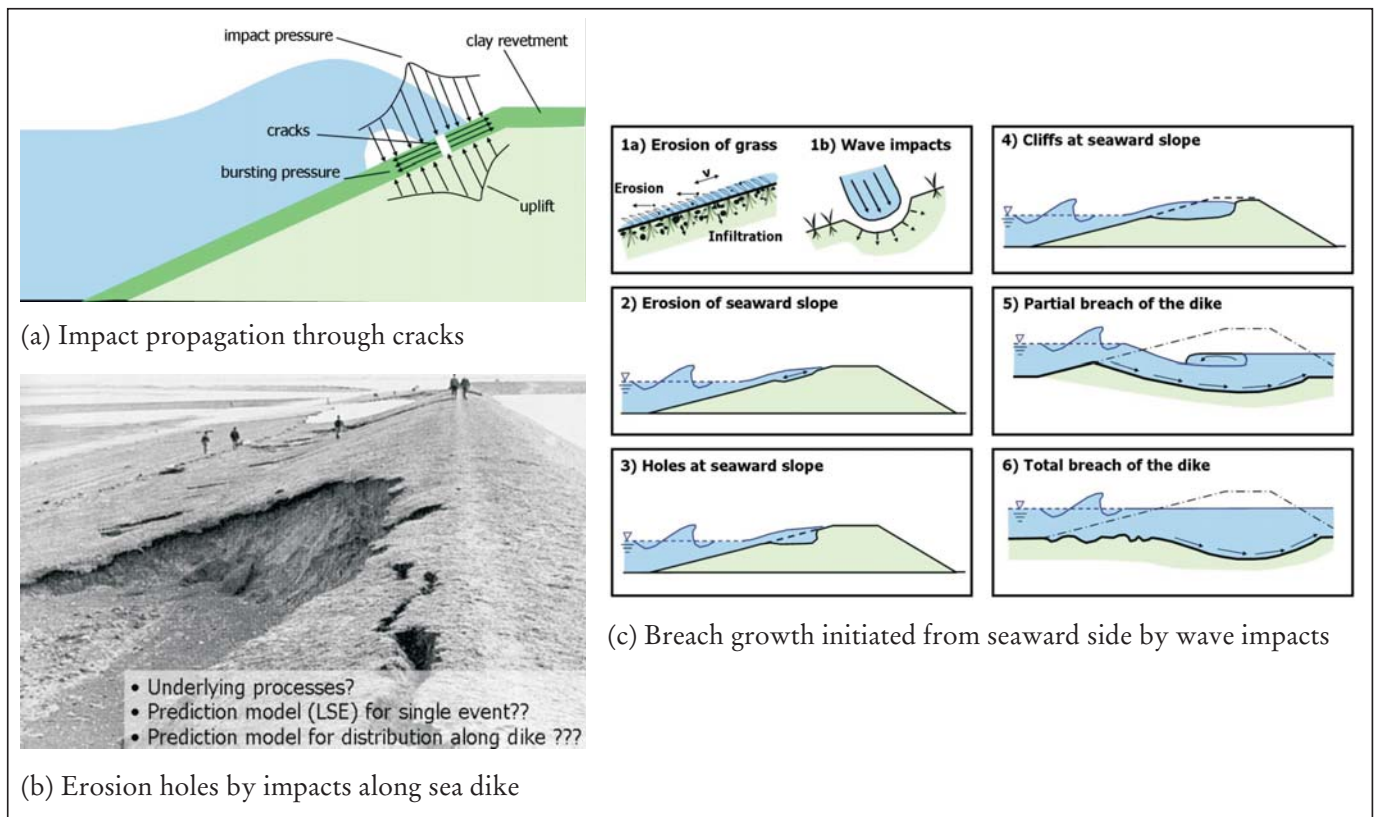 impact pressure
clay revetment
cracks
bursting pressure
uplift
(a) Impact propagation through cracks
• Underlying processes?
• Prediction model (LSE) for single event??
• Prediction model for distribution along dike ???
(b) Erosion holes by impacts along sea dike
1a) Erosion of grass
1b) Wave impacts
v
Erosion
Infiltration
2) Erosion of seaward slope
3) Holes at seaward slope
4) Cliffs at seaward slope
5) Partial breach of the dike
6) Total breach of the dike
(c) Breach growth initiated from seaward side by wave impacts